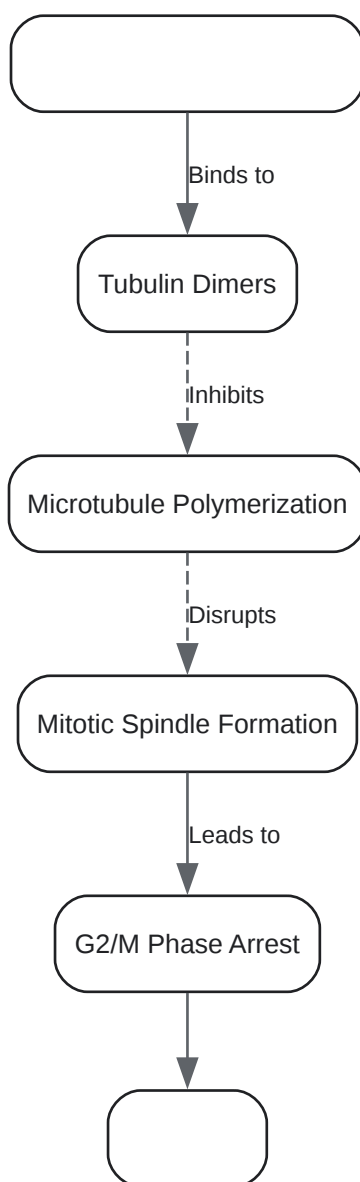 Binds to
Tubulin Dimers
Inhibits
Microtubule Polymerization
Disrupts
Mitotic Spindle Formation
Leads to
G2/M Phase Arrest